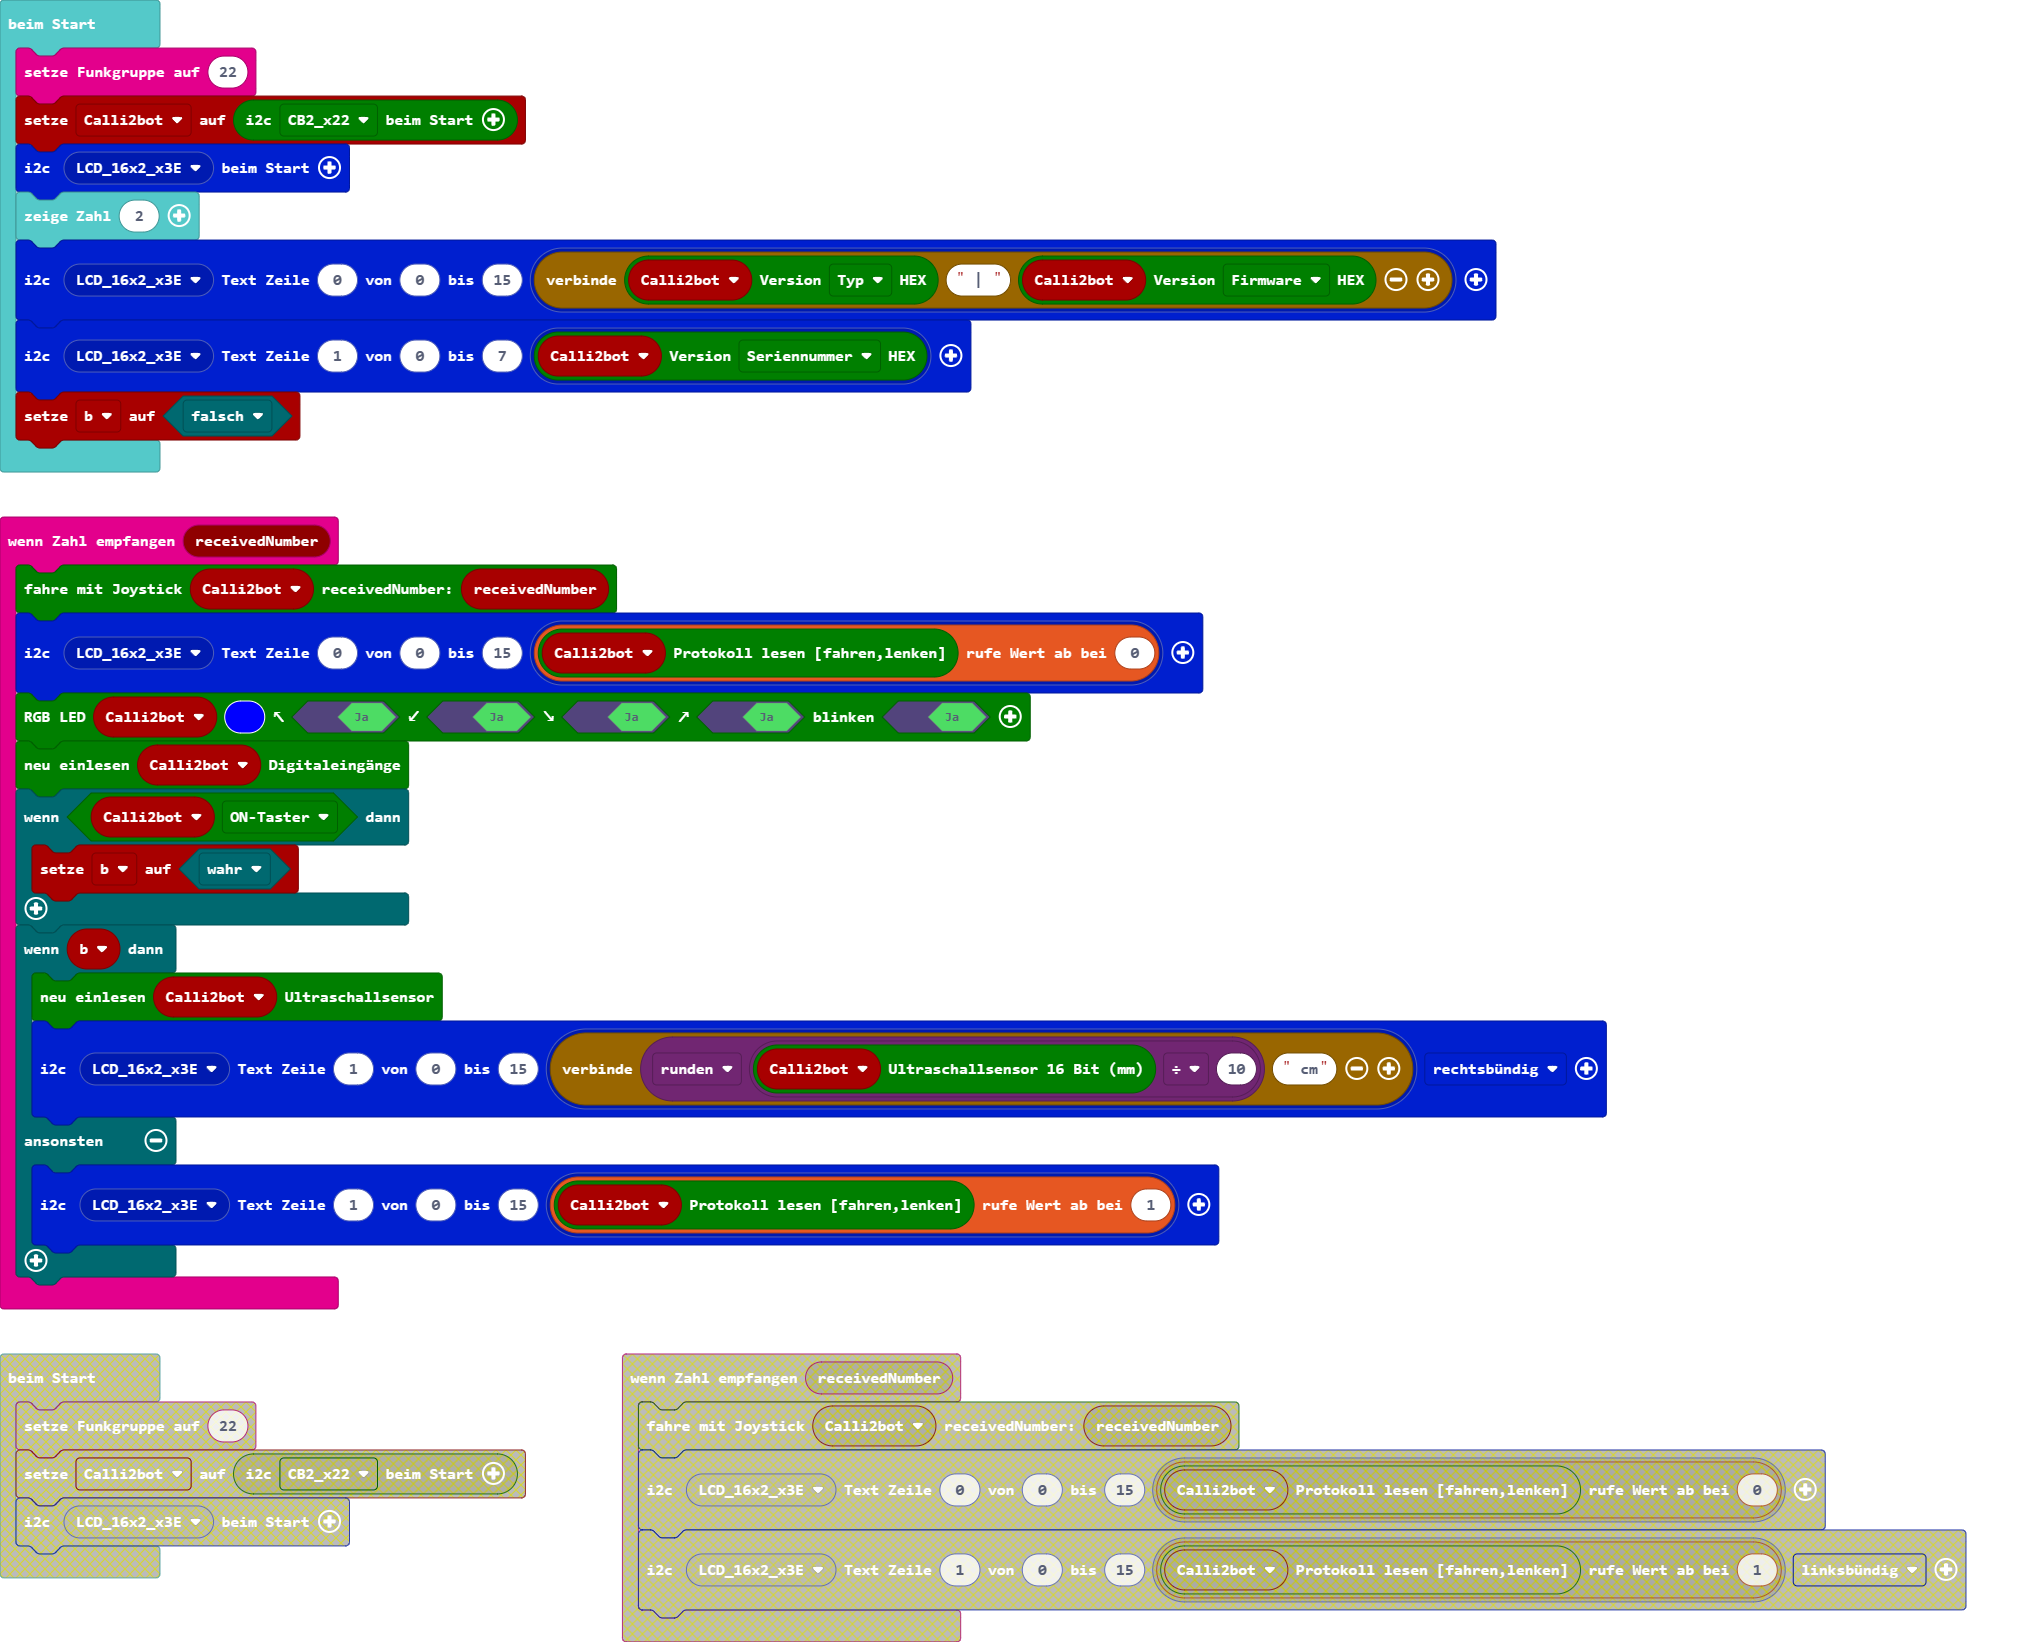 beim Start
setze Funkgruppe auf 22
setze Calli2bot auf i2c CB2_x22 beim Start
i2c LCD_16x2_x3E beim Start
zeige Zahl 2
i2c LCD_16x2_x3E Text Zeile 0 von 0 bis 15 verbinde Calli2bot Version Typ HEX " | " Calli2bot Version Firmware HEX
i2c LCD_16x2_x3E Text Zeile 1 von 0 bis 7 Calli2bot Version Seriennummer HEX
setze b auf falsch
wenn Zahl empfangen receivedNumber
fahre mit Joystick Calli2bot receivedNumber: receivedNumber
i2c LCD_16x2_x3E Text Zeile 0 von 0 bis 15 Calli2bot Protokoll lesen [fahren,lenken] rufe Wert ab bei 0
RGB LED Calli2bot ↖ Ja ↙ Ja ↘ Ja ↗ Ja blinken Ja
neu einlesen Calli2bot Digitaleingänge
wenn Calli2bot ON-Taster dann
setze b auf wahr
wenn b dann
neu einlesen Calli2bot Ultraschallsensor
i2c LCD_16x2_x3E Text Zeile 1 von 0 bis 15 verbinde runden Calli2bot Ultraschallsensor 16 Bit (mm) ÷ 10 " cm" rechtsbündig
ansonsten
i2c LCD_16x2_x3E Text Zeile 1 von 0 bis 15 Calli2bot Protokoll lesen [fahren,lenken] rufe Wert ab bei 1
beim Start
setze Funkgruppe auf 22
setze Calli2bot auf i2c CB2_x22 beim Start
i2c LCD_16x2_x3E beim Start
wenn Zahl empfangen receivedNumber
fahre mit Joystick Calli2bot receivedNumber: receivedNumber
i2c LCD_16x2_x3E Text Zeile 0 von 0 bis 15 Calli2bot Protokoll lesen [fahren,lenken] rufe Wert ab bei 0
i2c LCD_16x2_x3E Text Zeile 1 von 0 bis 15 Calli2bot Protokoll lesen [fahren,lenken] rufe Wert ab bei 1 linksbündig